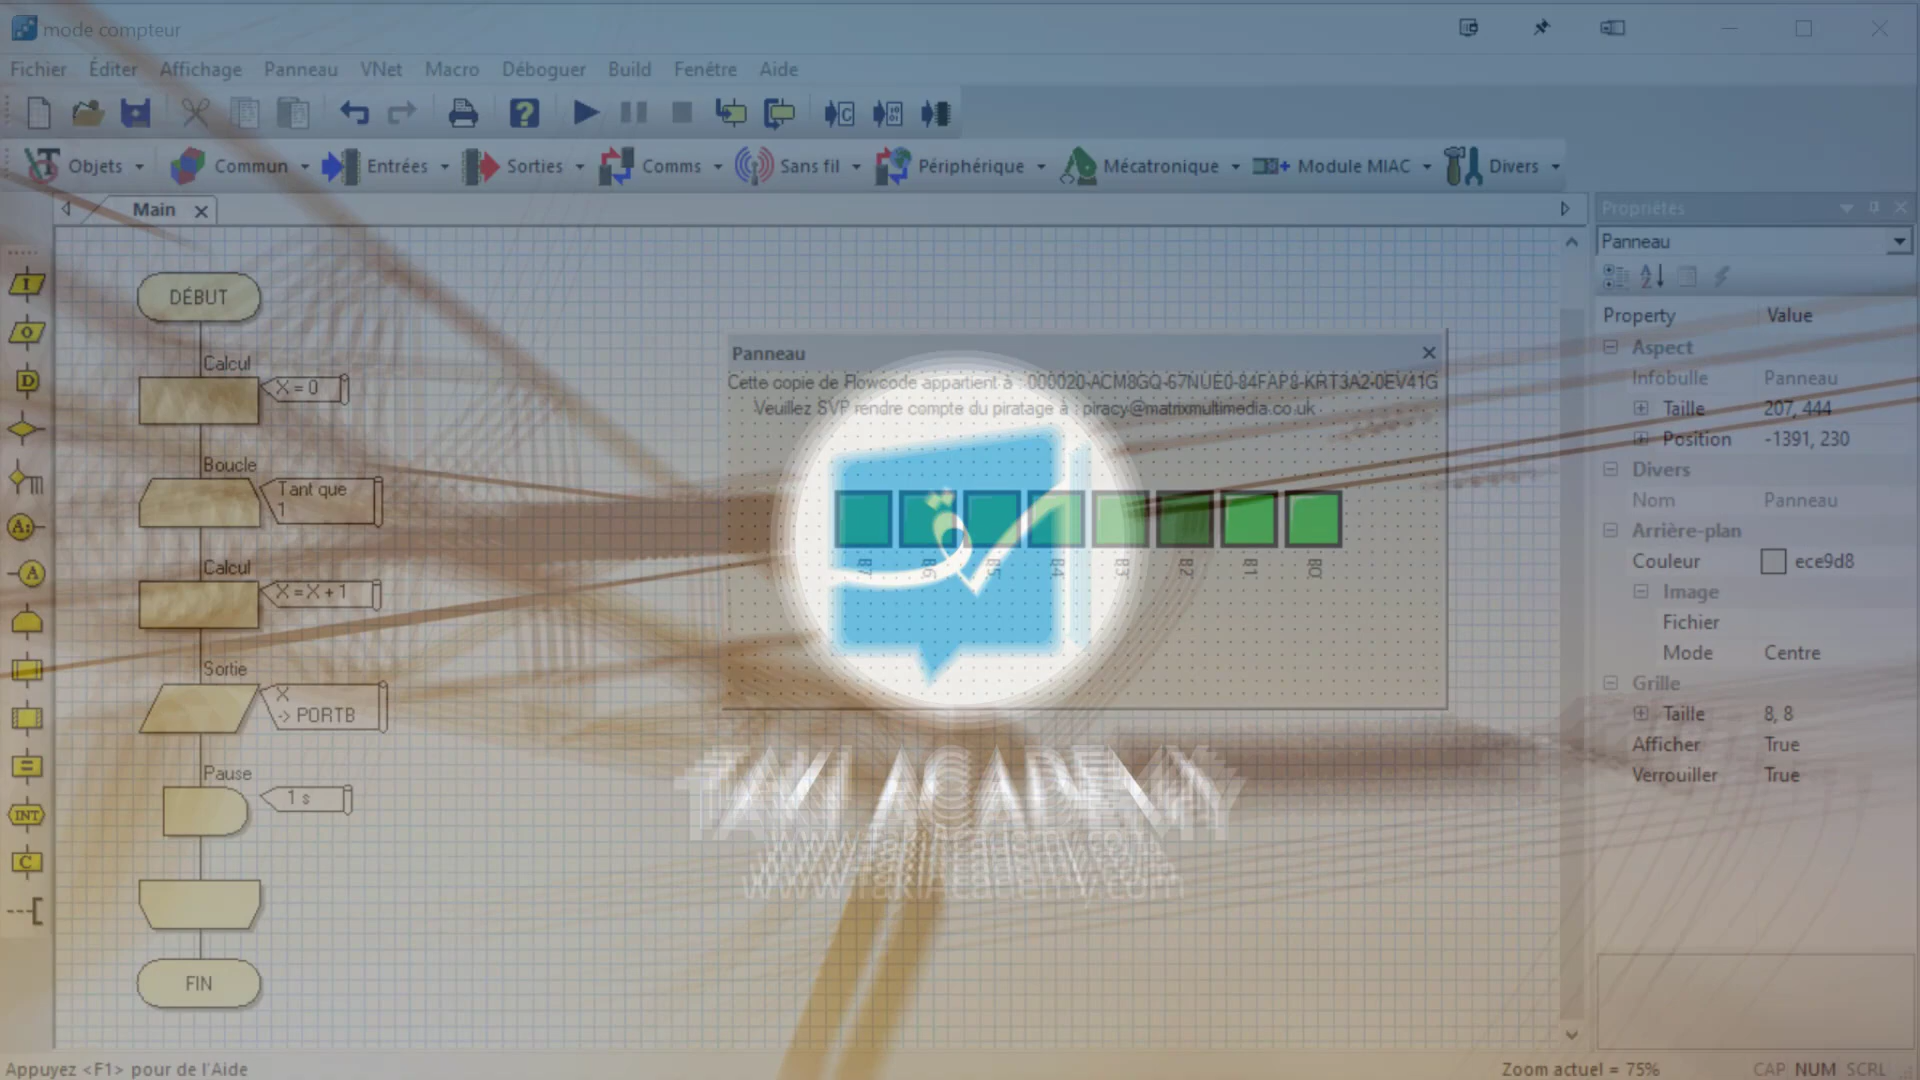 mode compteur
Fichier Éditer Affichage Panneau VNet Macro Déboguer Build Fenêtre Aide
Objets Commun Entrées Sorties Comms Sans fil Périphérique Mécatronique Module MIAC Divers
Main
Propriétés
Panneau
Property Value
Aspect
Infobulle Panneau
Taille 207, 444
Position -1391, 230
Divers
Nom Panneau
Arrière-plan
Couleur ece9d8
Image
Fichier
Mode Centre
Grille
Taille 8, 8
Afficher True
Verrouiller True
DÉBUT
Calcul
X = 0
Boucle
Tant que
1
Calcul
X = X + 1
Sortie
X
-> PORTB
Pause
1 s
FIN
Panneau
Cette copie de Flowcode appartient à : 000020-ACM8GQ-67NUE0-84FAP8-KRT3A2-0EV41G
Veuillez SVP rendre compte du piratage à : piracy@matrixmultimedia.co.uk
B7 B6 B5 B4 B3 B2 B1 B0
TAKI ACADEMY
www.TakiAcademy.com
I
O
D
A:
A
INT
C
Appuyez <F1> pour de l'Aide
Zoom actuel = 75% CAP NUM SCRL